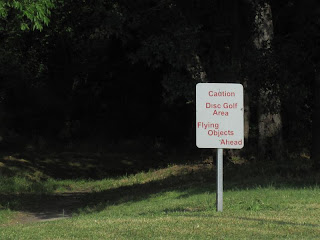 Caution
Disc Golf
Area
Flying
Objects
Ahead